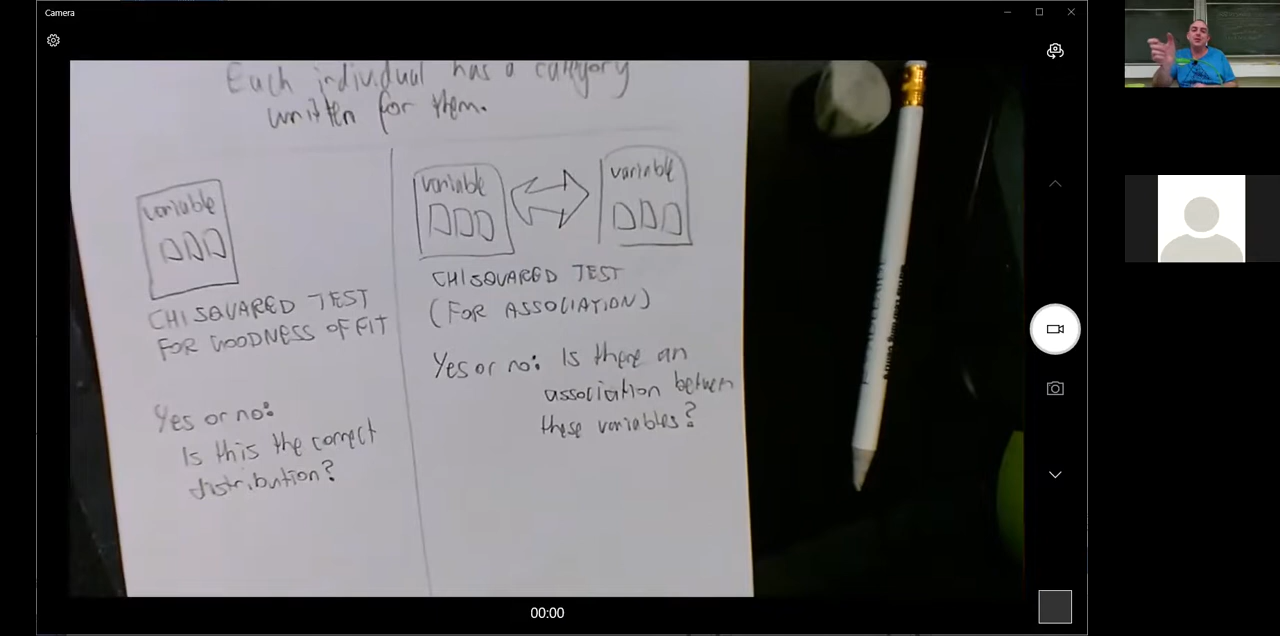 Camera
Each individual has a category
written for them.
variable
CHI SQUARED TEST
FOR GOODNESS OF FIT
Yes or no:
Is this the correct
distribution?
variable
variable
CHI SQUARED TEST
(FOR ASSOCIATION)
Yes or no: Is there an
association between
these variables?
00:00